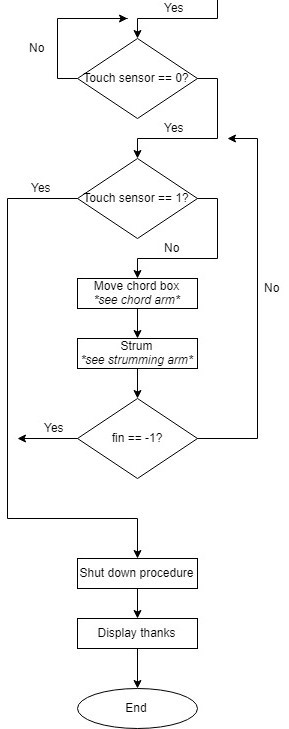 Yes
No
Touch sensor == 0?
Yes
Yes
Touch sensor == 1?
No
Move chord box
*see chord arm*
No
Strum
*see strumming arm*
Yes
fin == -1?
Shut down procedure
Display thanks
End